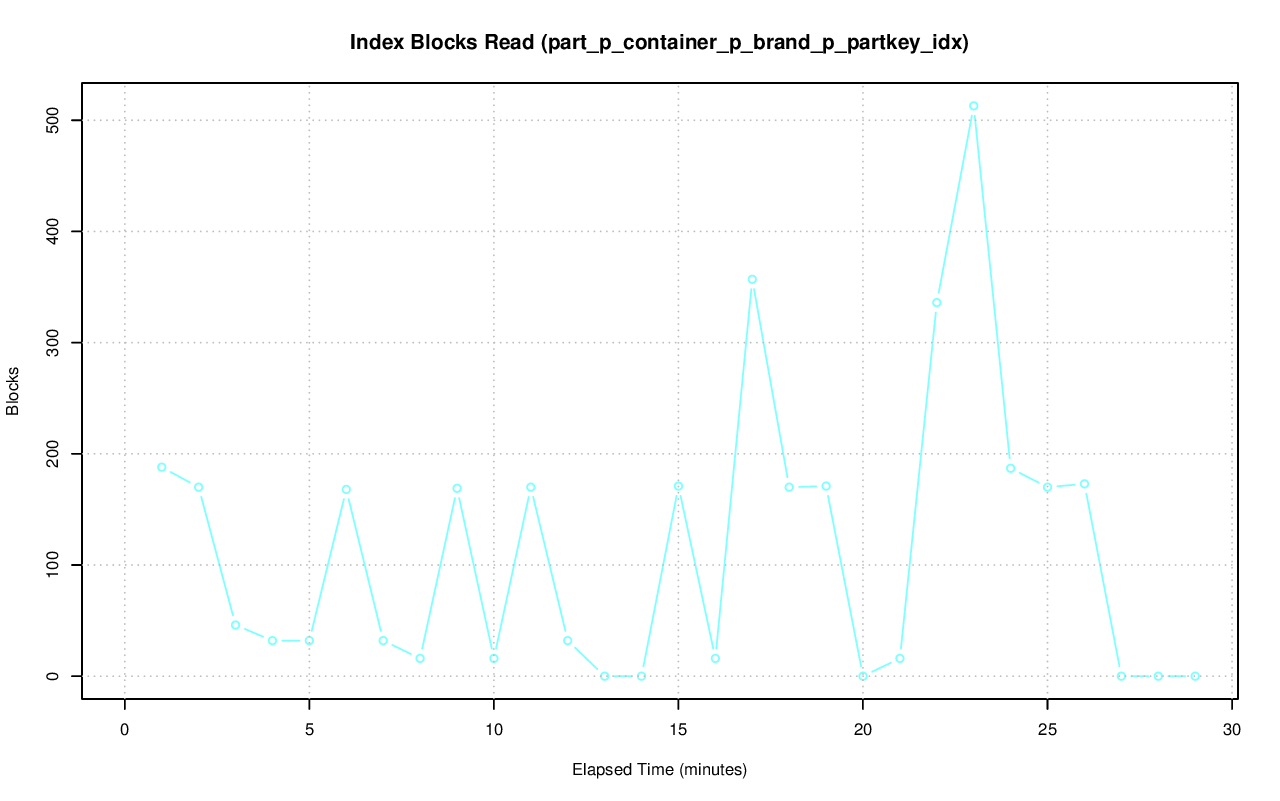 Index Blocks Read (part_p_container_p_brand_p_partkey_idx)
500
400
300
200
100
0
Blocks
0 5 10 15 20 25 30
Elapsed Time (minutes)